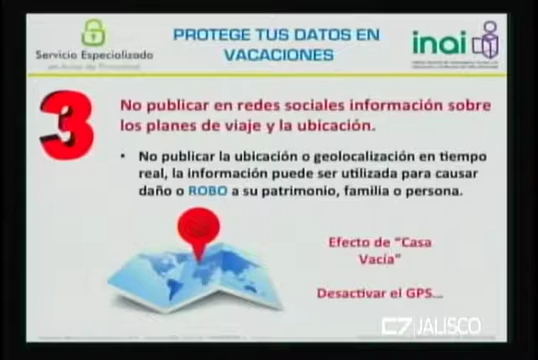 Servicio Especializado
PROTEGE TUS DATOS EN
VACACIONES
inai
3
No publicar en redes sociales información sobre
los planes de viaje y la ubicación.
• No publicar la ubicación o geolocalización en tiempo
real, la información puede ser utilizada para causar
daño o ROBO a su patrimonio, familia o persona.
Efecto de "Casa
Vacía"
Desactivar el GPS...
C7 JALISCO